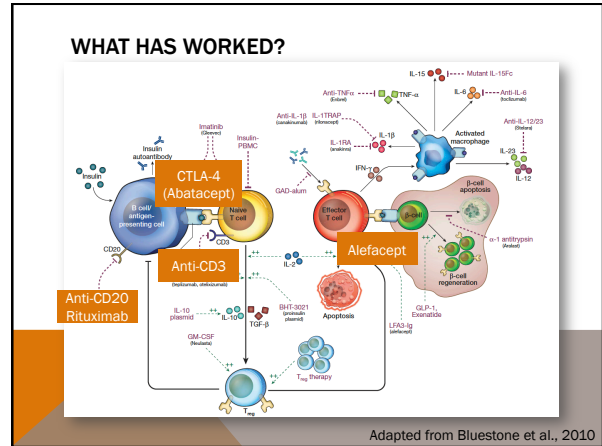 WHAT HAS WORKED?
IL-15
Mutant IL-15Fc
Anti-TNFα
(Enbrel)
TNF-α
IL-6
Anti-IL-6
(tocilizumab)
Imatinib
(Gleevec)
Insulin-
PBMC
Anti-IL-1β
(canakinumab)
IL-1TRAP
(rilonacept)
IL-1β
IL-1RA
(anakinra)
Activated
macrophage
Anti-IL-12/23
(Stelara)
IL-23
IL-12
Insulin
autoantibody
Insulin
CTLA-4
(Abatacept)
GAD-alum
IFN-γ
β-cell
apoptosis
B cell/
antigen-
presenting cell
Naive
T cell
Effector
T cell
β-cell
CD20
CD3
Anti-CD3
(teplizumab, otelixizumab)
IL-2
Alefacept
α-1 antitrypsin
(Aralast)
β-cell
regeneration
Anti-CD20
Rituximab
IL-10
plasmid
IL-10
TGF-β
BHT-3021
(proinsulin
plasmid)
Apoptosis
LFA3-Ig
(alefacept)
GLP-1,
Exenatide
GM-CSF
(Neulasta)
Treg therapy
Treg
++
++
++
++
++
++
++
Adapted from Bluestone et al., 2010